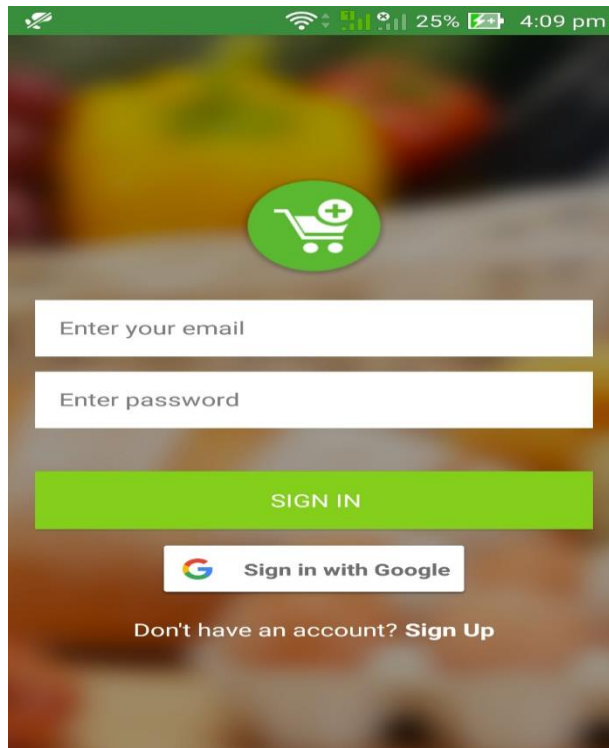 25% 4:09 pm
Enter your email
Enter password
SIGN IN
G Sign in with Google
Don't have an account? Sign Up